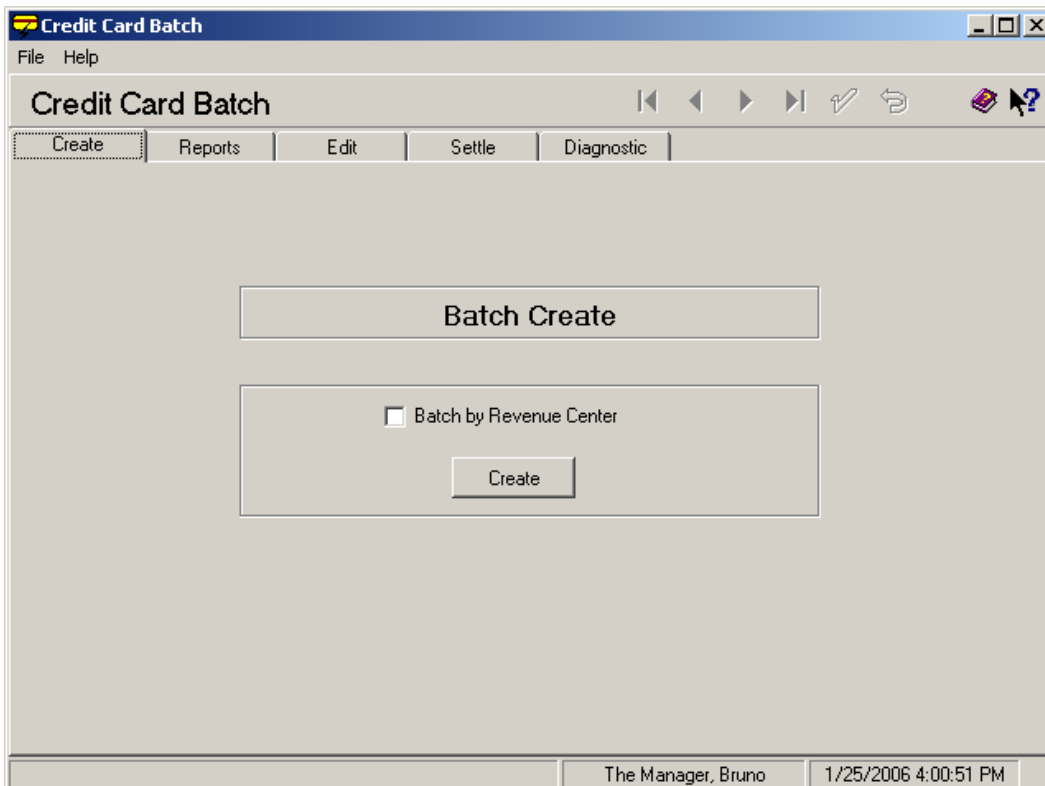 Credit Card Batch
File Help
Credit Card Batch
Create Reports Edit Settle Diagnostic
Batch Create
Batch by Revenue Center
Create
The Manager, Bruno 1/25/2006 4:00:51 PM